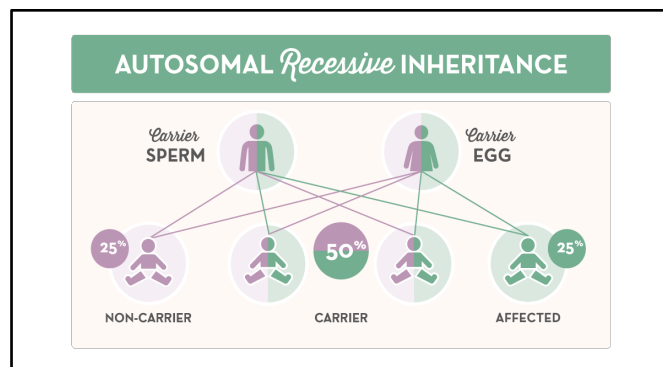 AUTOSOMAL Recessive INHERITANCE
Carrier
SPERM
Carrier
EGG
25%
50%
25%
NON-CARRIER
CARRIER
AFFECTED